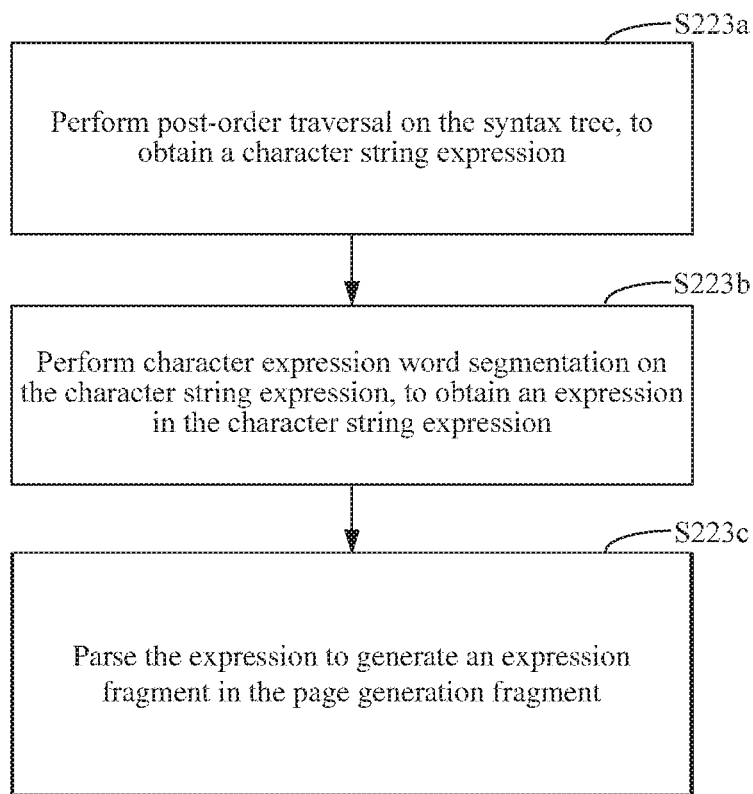 S223a
Perform post-order traversal on the syntax tree, to
obtain a character string expression
S223b
Perform character expression word segmentation on
the character string expression, to obtain an expression
in the character string expression
S223c
Parse the expression to generate an expression
fragment in the page generation fragment